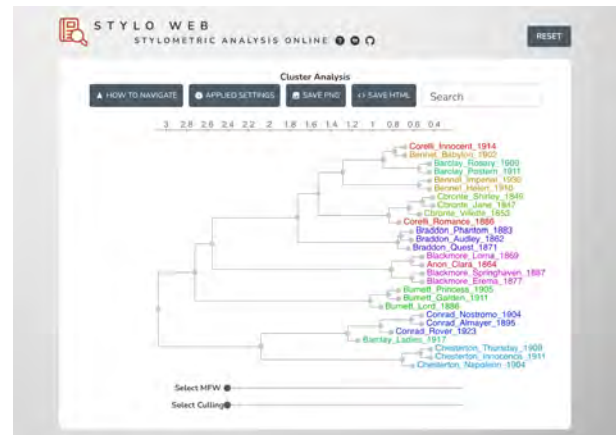 STYLO WEB
STYLOMETRIC ANALYSIS ONLINE
RESET
Cluster Analysis
HOW TO NAVIGATE
APPLIED SETTINGS
SAVE PNG
<> SAVE HTML
Search
3 2.8 2.6 2.4 2.2 2 1.8 1.6 1.4 1.2 1 0.8 0.6 0.4
Corelli_Innocent_1914
Bennet_Babylon_1902
Barclay_Rosary_1909
Barclay_Postern_1911
Bennet_Imperial_1930
Bennet_Helen_1910
Cbronte_Shirley_1849
Cbronte_Jane_1847
Cbronte_Villette_1853
Corelli_Romance_1886
Braddon_Phantom_1883
Braddon_Audley_1862
Braddon_Quest_1871
Blackmore_Lorna_1869
Anon_Clara_1864
Blackmore_Springhaven_1887
Blackmore_Erema_1877
Burnett_Princess_1905
Burnett_Garden_1911
Burnett_Lord_1886
Conrad_Nostromo_1904
Conrad_Almayer_1895
Conrad_Rover_1923
Barclay_Ladies_1917
Chesterton_Thursday_1908
Chesterton_Innocence_1911
Chesterton_Napoleon_1904
Select MFW
Select Culling